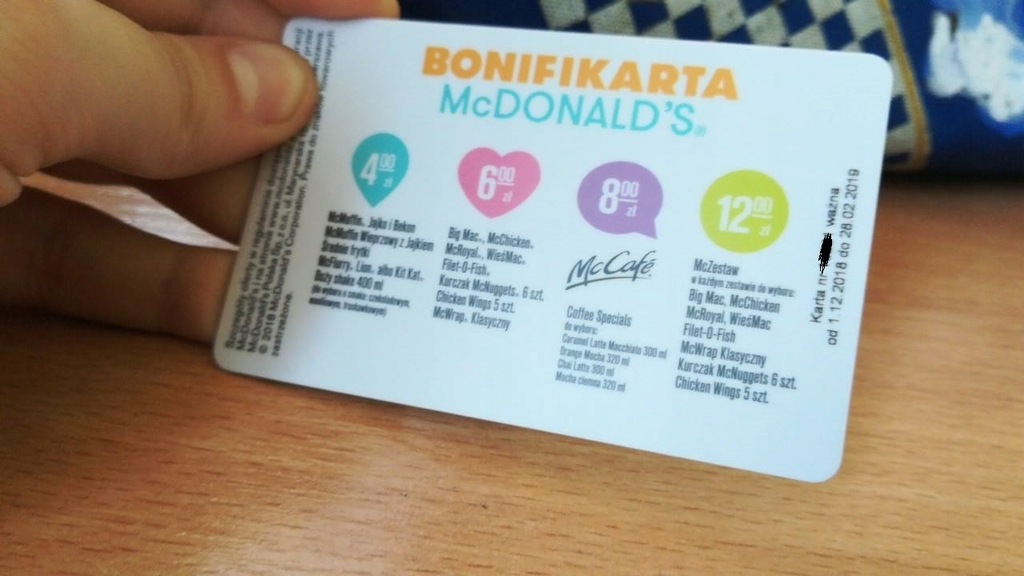 BONIFIKARTA
McDONALD'S®
4 00 zł
McMuffin. Jajko i Bekon
McMuffin Wieprzowy z Jajkiem
Średnie frytki
McFlurry. Lion. albo Kit Kat.
Duży shake 400 ml
6 00 zł
Big Mac., McChicken.
McRoyal., WieśMac.
Filet-O-Fish.
Kurczak McNuggets. 6 szt.
Chicken Wings 5 szt.
McWrap. Klasyczny
8 00 zł
McCafé
Coffee Specials
do wyboru:
Caramel Latte Macchiato 300 ml
Orange Mocha 320 ml
Chai Latte 300 ml
Mocha ciemna 320 ml
12 00 zł
McZestaw
w każdym zestawie do wyboru:
Big Mac, McChicken
McRoyal, WieśMac
Filet-O-Fish
McWrap Klasyczny
Kurczak McNuggets 6 szt.
Chicken Wings 5 szt.
Karta nr ważna
od 1.12.2018 do 28.02.2019
© 2018 McDonald's Corporation. Prawa do
zastrzeżone.